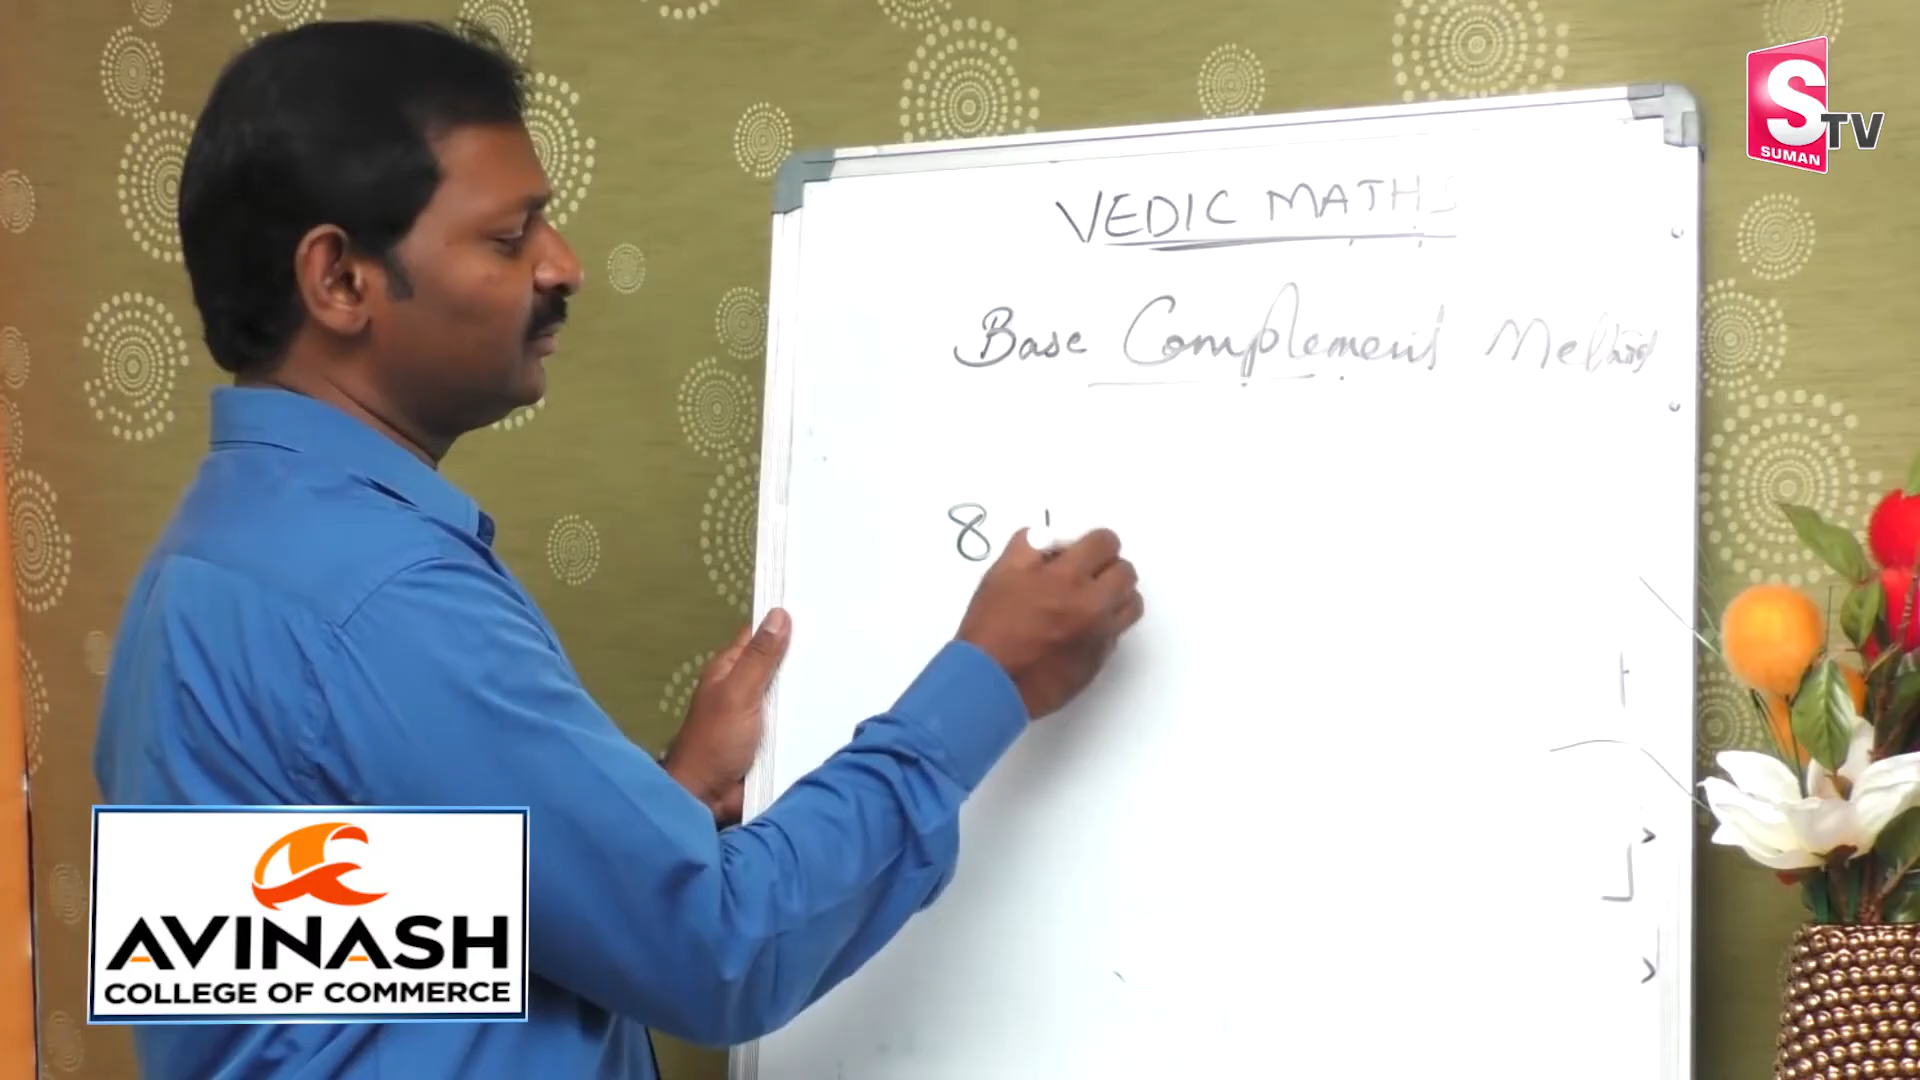 S TV
SUMAN
VEDIC MATHS
Base Complement Method
8
AVINASH
COLLEGE OF COMMERCE